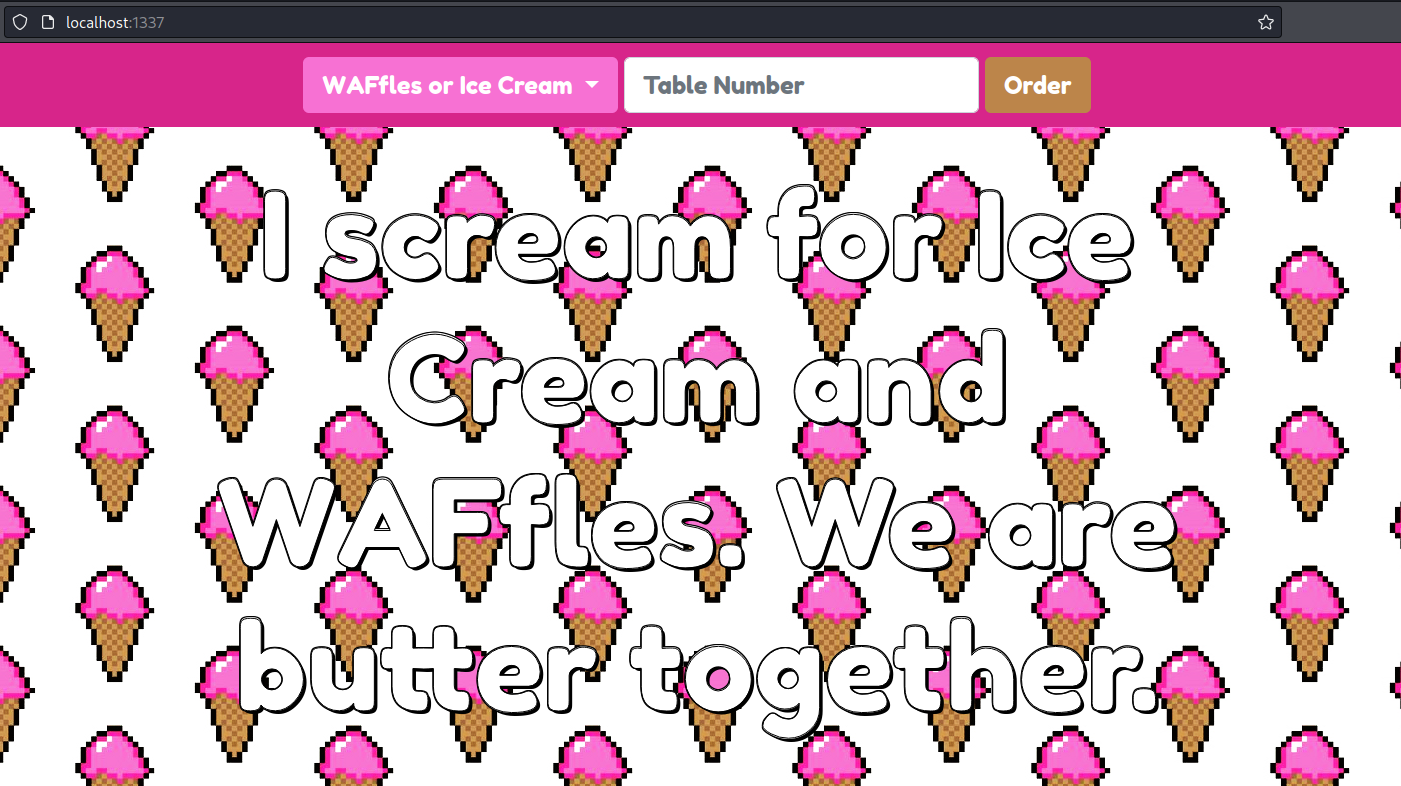 localhost:1337
WAFfles or Ice Cream
Table Number
Order
I scream for Ice
Cream and
WAFfles. We are
butter together.